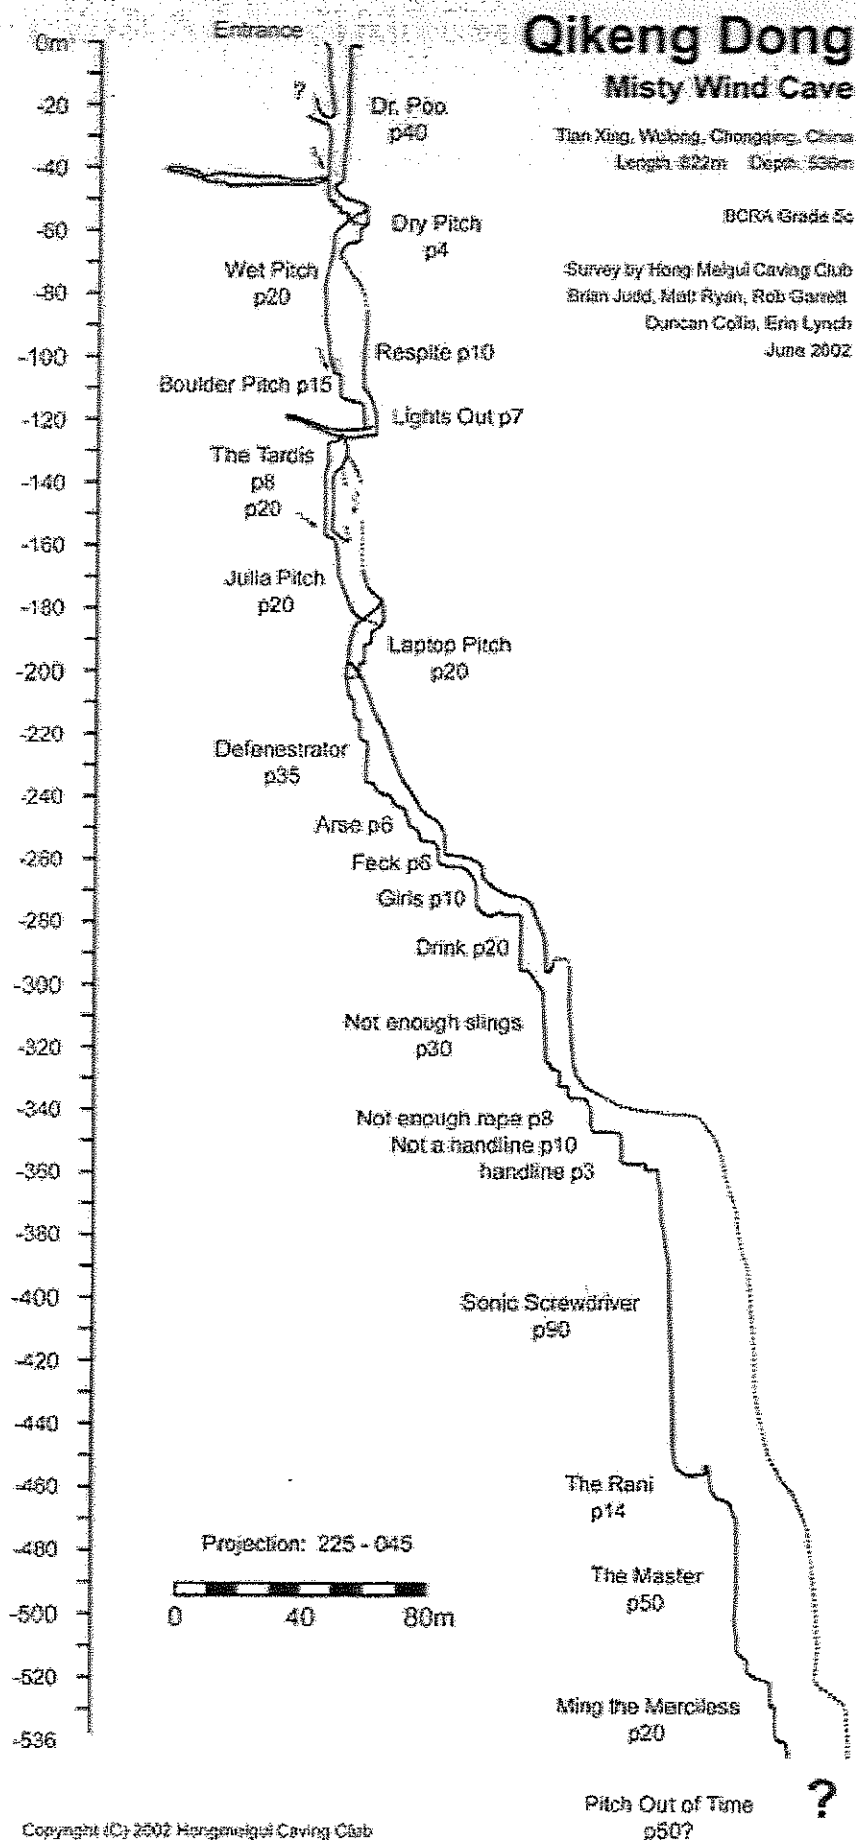 Qikeng Dong
Misty Wind Cave
Tian Xing, Wulong, Chongqing, China
Length 822m Depth 536m
BCRA Grade 5c
Survey by Hong Meigui Caving Club
Brian Judd, Matt Ryan, Rob Garrett
Duncan Collis, Erin Lynch
June 2002
Entrance
0m
-20
-40
-60
-80
-100
-120
-140
-160
-180
-200
-220
-240
-260
-280
-300
-320
-340
-360
-380
-400
-420
-440
-460
-480
-500
-520
-536
?
Dr. Poo
p40
Dry Pitch
p4
Wet Pitch
p20
Respite p10
Boulder Pitch p15
Lights Out p7
The Tardis
p8
p20
Julia Pitch
p20
Laptop Pitch
p20
Defenestrator
p35
Arse p6
Feck p6
Girls p10
Drink p20
Not enough slings
p30
Not enough rope p8
Not a handline p10
handline p3
Sonic Screwdriver
p90
The Rani
p14
Projection: 225 - 045
0 40 80m
The Master
p50
Ming the Merciless
p20
Pitch Out of Time
p50?
?
Copyright (C) 2002 Hongmeigui Caving Club